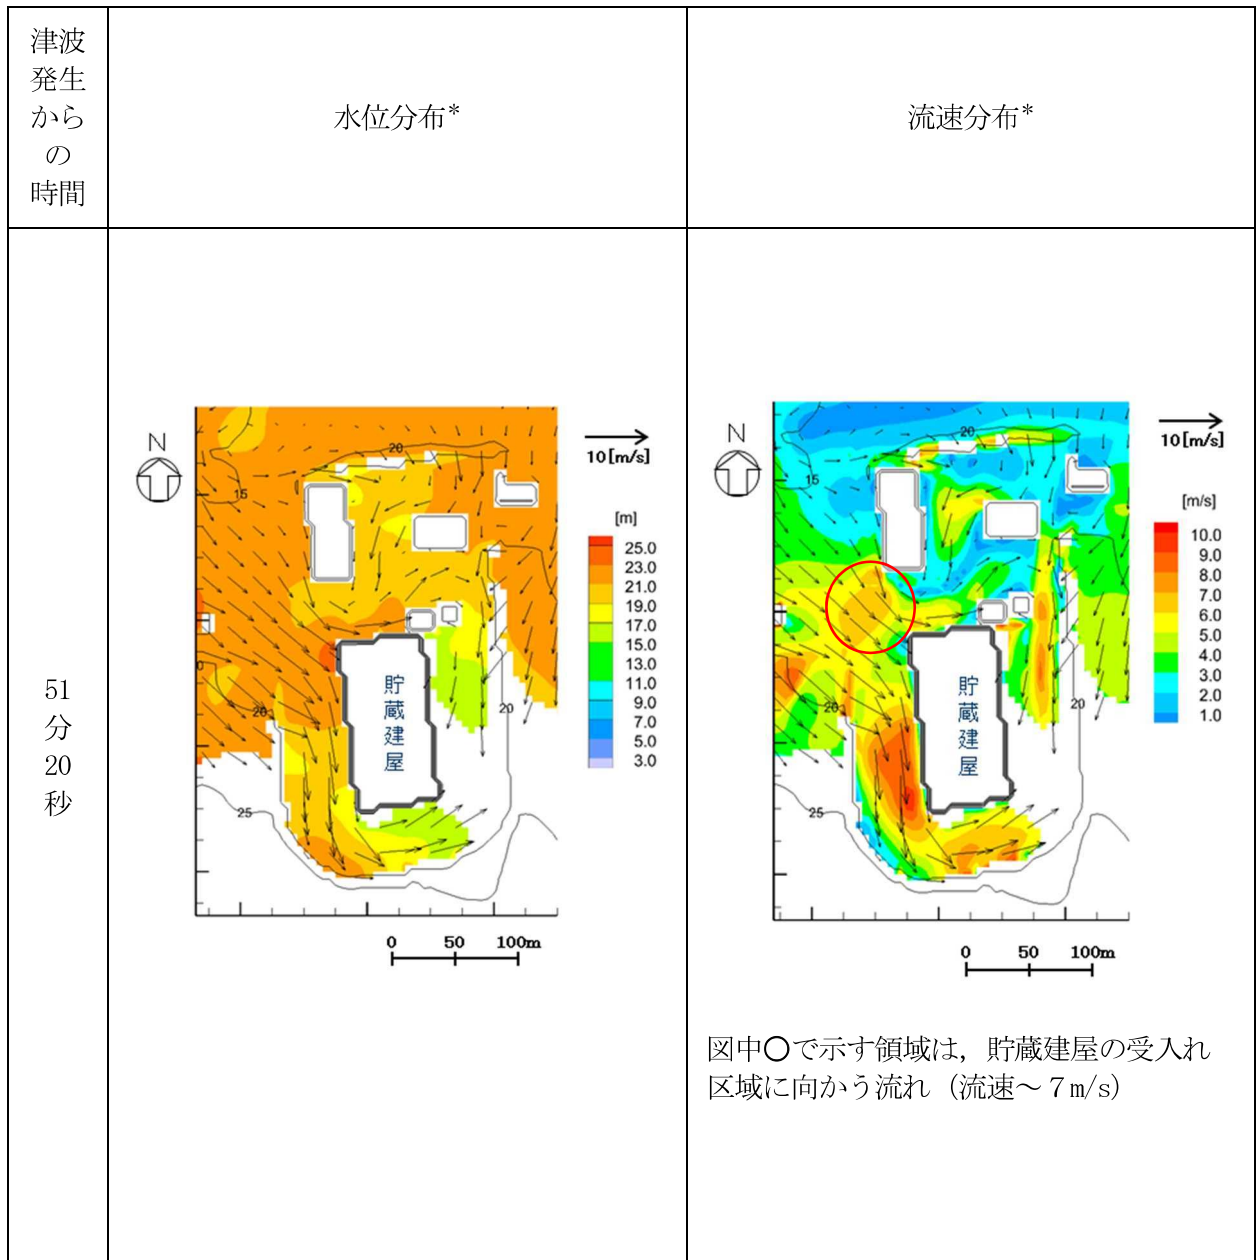 津波
発生
から
の
時間
水位分布*
流速分布*
51
分
20
秒
N
10[m/s]
[m]
25.0
23.0
21.0
19.0
17.0
15.0
13.0
11.0
9.0
7.0
5.0
3.0
20
15
20
20
25
貯
蔵
建
屋
0 50 100m
N
10[m/s]
[m/s]
10.0
9.0
8.0
7.0
6.0
5.0
4.0
3.0
2.0
1.0
20
15
20
20
25
貯
蔵
建
屋
0 50 100m
図中〇で示す領域は，貯蔵建屋の受入れ
区域に向かう流れ（流速～７m/s）